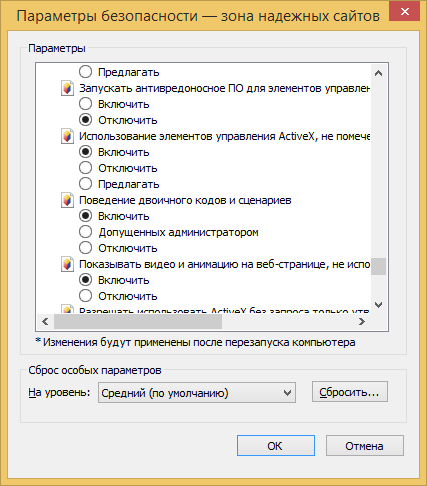 Параметры безопасности — зона надежных сайтов
Параметры
Предлагать
Запускать антивредоносное ПО для элементов управлен
Включить
Отключить
Использование элементов управления ActiveX, не помече
Включить
Отключить
Предлагать
Поведение двоичного кодов и сценариев
Включить
Допущенных администратором
Отключить
Показывать видео и анимацию на веб-странице, не испо
Включить
Отключить
Разрешать использовать ActiveX без запроса только утв
* Изменения будут применены после перезапуска компьютера
Сброс особых параметров
На уровень: Средний (по умолчанию) Сбросить...
ОК Отмена